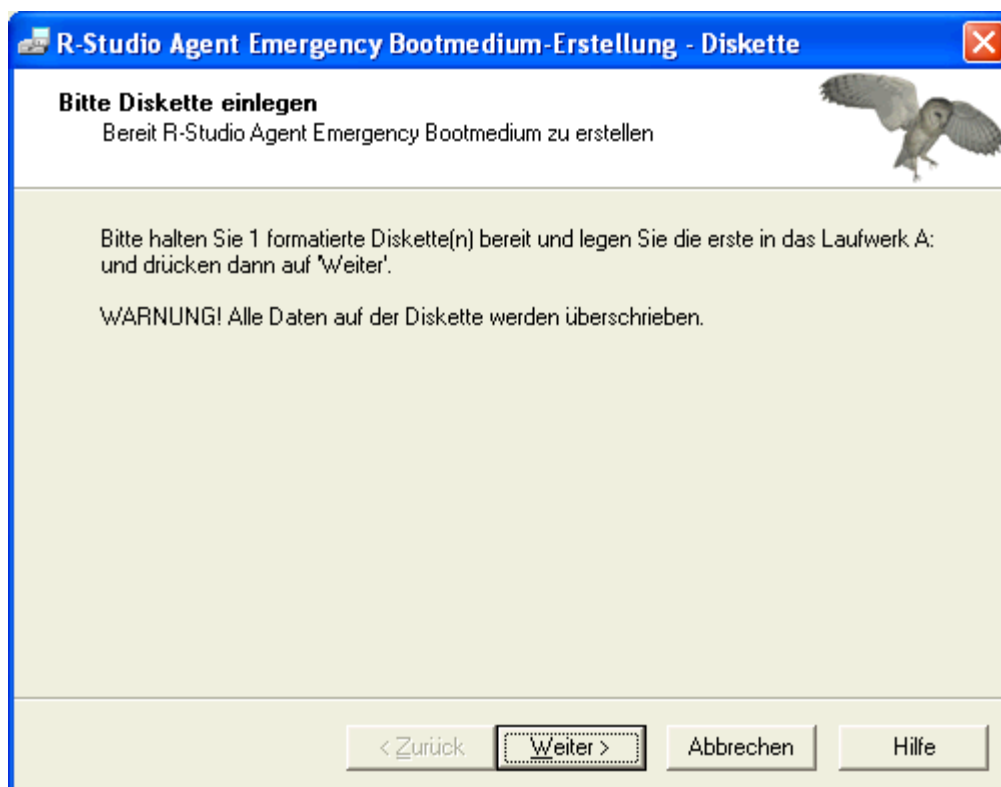 R-Studio Agent Emergency Bootmedium-Erstellung - Diskette
Bitte Diskette einlegen
Bereit R-Studio Agent Emergency Bootmedium zu erstellen
Bitte halten Sie 1 formatierte Diskette(n) bereit und legen Sie die erste in das Laufwerk A:
und drücken dann auf 'Weiter'.
WARNUNG! Alle Daten auf der Diskette werden überschrieben.
< Zurück Weiter > Abbrechen Hilfe